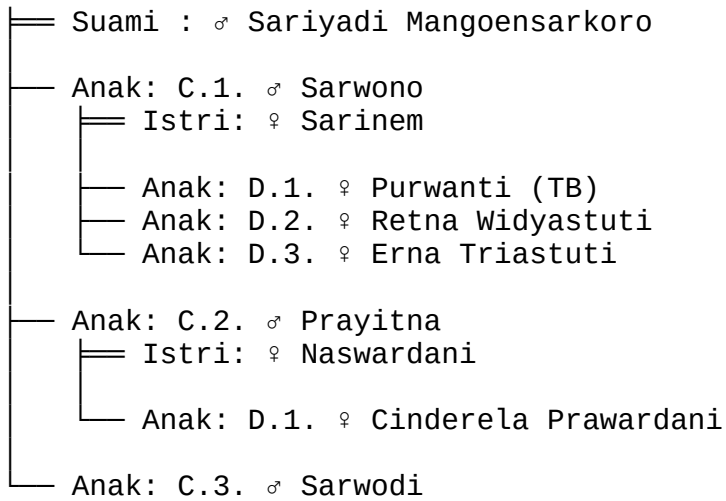 Suami : ♂ Sariyadi Mangoensarkoro
Anak: C.1. ♂ Sarwono
Istri: ♀ Sarinem
Anak: D.1. ♀ Purwanti (TB)
Anak: D.2. ♀ Retna Widyastuti
Anak: D.3. ♀ Erna Triastuti
Anak: C.2. ♂ Prayitna
Istri: ♀ Naswardani
Anak: D.1. ♀ Cinderela Prawardani
Anak: C.3. ♂ Sarwodi